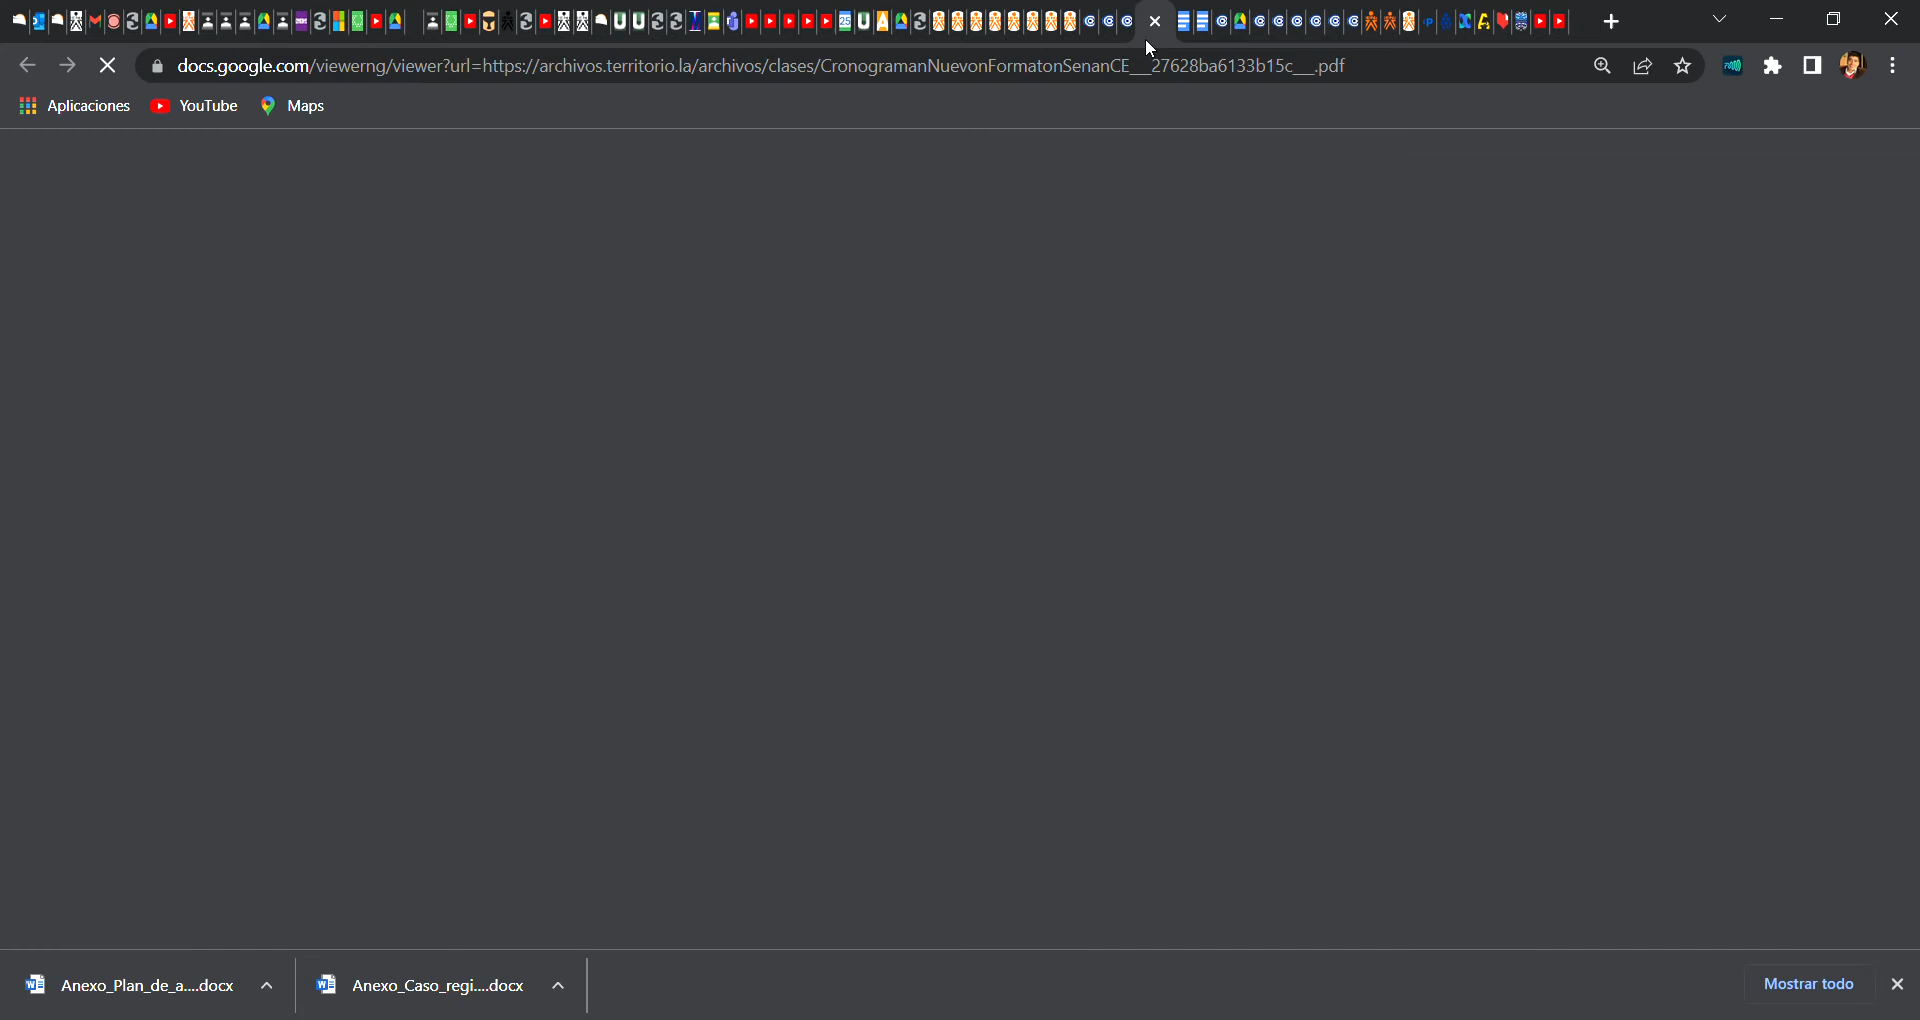 docs.google.com/viewerng/viewer?url=https://archivos.territorio.la/archivos/clases/CronogramanNuevonFormatonSenanCE__27628ba6133b15c__.pdf
Aplicaciones YouTube Maps
Anexo_Plan_de_a....docx Anexo_Caso_regi....docx Mostrar todo